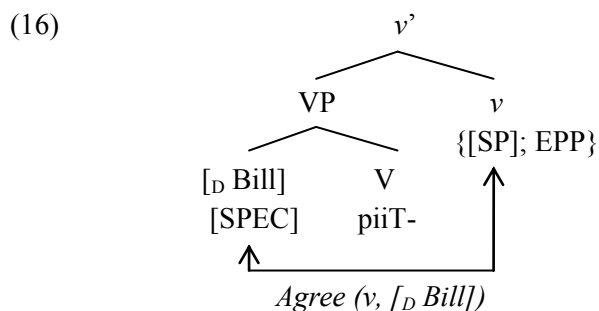 (16) v’
VP v
{[SP]; EPP}
[D Bill] V
[SPEC] piiT-
Agree (v, [D Bill])